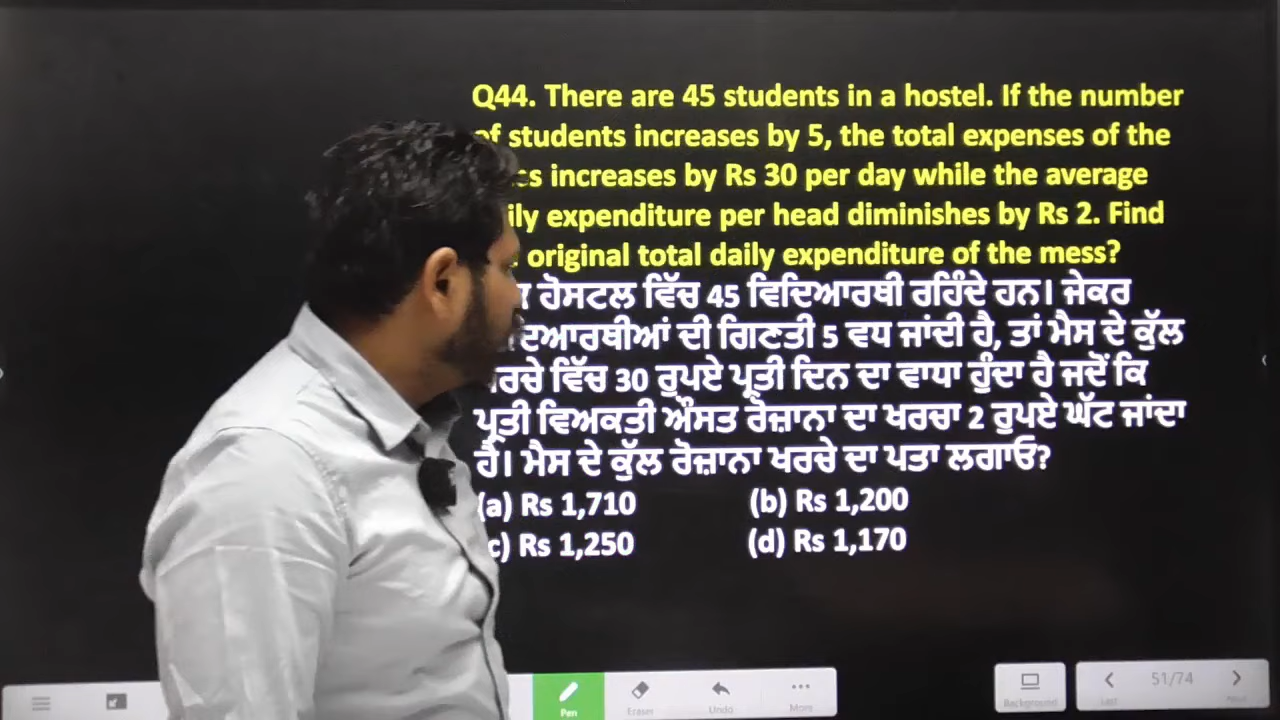 Q44. There are 45 students in a hostel. If the number
of students increases by 5, the total expenses of the
increases by Rs 30 per day while the average
expenditure per head diminishes by Rs 2. Find
original total daily expenditure of the mess?
ਹੋਸਟਲ ਵਿੱਚ 45 ਵਿਦਿਆਰਥੀ ਰਹਿੰਦੇ ਹਨ। ਜੇਕਰ
ਦੀ ਗਿਣਤੀ 5 ਵਧ ਜਾਂਦੀ ਹੈ, ਤਾਂ ਮੈਸ ਦੇ ਕੁੱਲ
ਵਿੱਚ 30 ਰੁਪਏ ਪ੍ਰਤੀ ਦਿਨ ਦਾ ਵਾਧਾ ਹੁੰਦਾ ਹੈ ਜਦੋਂ ਕਿ
ਪ੍ਰਤੀ ਵਿਅਕਤੀ ਔਸਤ ਰੋਜ਼ਾਨਾ ਦਾ ਖਰਚਾ 2 ਰੁਪਏ ਘੱਟ ਜਾਂਦਾ
ਹੈ। ਮੈਸ ਦੇ ਕੁੱਲ ਰੋਜ਼ਾਨਾ ਖਰਚੇ ਦਾ ਪਤਾ ਲਗਾਓ?
(a) Rs 1,710 (b) Rs 1,200
c) Rs 1,250 (d) Rs 1,170
Pen Eraser Undo More Background Last 51/74 Next